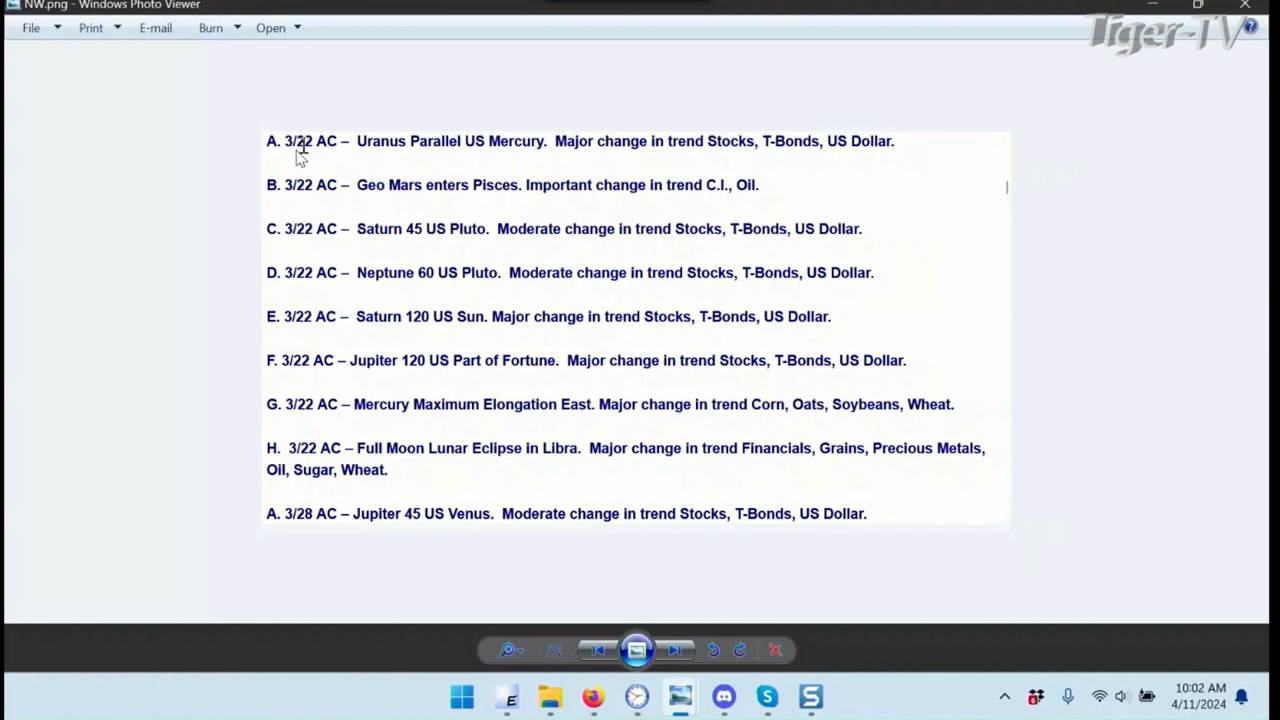 NW.png - Windows Photo Viewer
File Print E-mail Burn Open
Tiger-TV
A. 3/22 AC – Uranus Parallel US Mercury. Major change in trend Stocks, T-Bonds, US Dollar.
B. 3/22 AC – Geo Mars enters Pisces. Important change in trend C.I., Oil.
C. 3/22 AC – Saturn 45 US Pluto. Moderate change in trend Stocks, T-Bonds, US Dollar.
D. 3/22 AC – Neptune 60 US Pluto. Moderate change in trend Stocks, T-Bonds, US Dollar.
E. 3/22 AC – Saturn 120 US Sun. Major change in trend Stocks, T-Bonds, US Dollar.
F. 3/22 AC – Jupiter 120 US Part of Fortune. Major change in trend Stocks, T-Bonds, US Dollar.
G. 3/22 AC – Mercury Maximum Elongation East. Major change in trend Corn, Oats, Soybeans, Wheat.
H. 3/22 AC – Full Moon Lunar Eclipse in Libra. Major change in trend Financials, Grains, Precious Metals,
Oil, Sugar, Wheat.
A. 3/28 AC – Jupiter 45 US Venus. Moderate change in trend Stocks, T-Bonds, US Dollar.
10:02 AM
4/11/2024